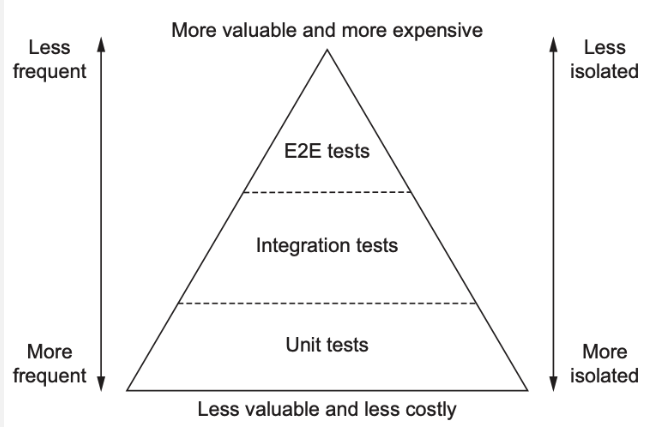 More valuable and more expensive
Less
frequent
Less
isolated
E2E tests
Integration tests
Unit tests
More
frequent
More
isolated
Less valuable and less costly